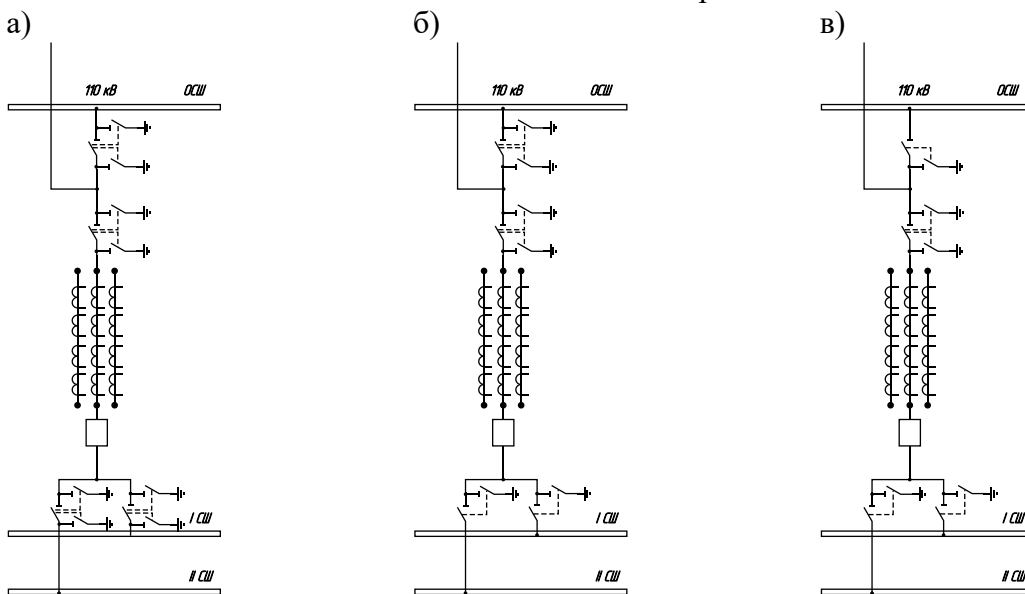 а) б) в)
110 кВ ОСШ 110 кВ ОСШ 110 кВ ОСШ
I СШ I СШ I СШ
II СШ II СШ II СШ